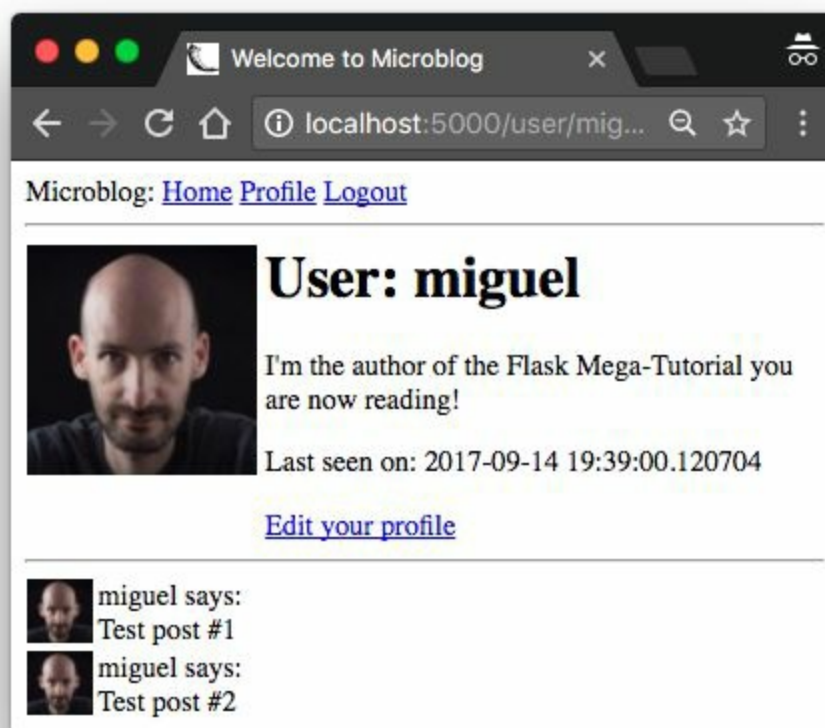 Welcome to Microblog
localhost:5000/user/mig...
Microblog: Home Profile Logout
User: miguel
I'm the author of the Flask Mega-Tutorial you
are now reading!
Last seen on: 2017-09-14 19:39:00.120704
Edit your profile
miguel says:
Test post #1
miguel says:
Test post #2